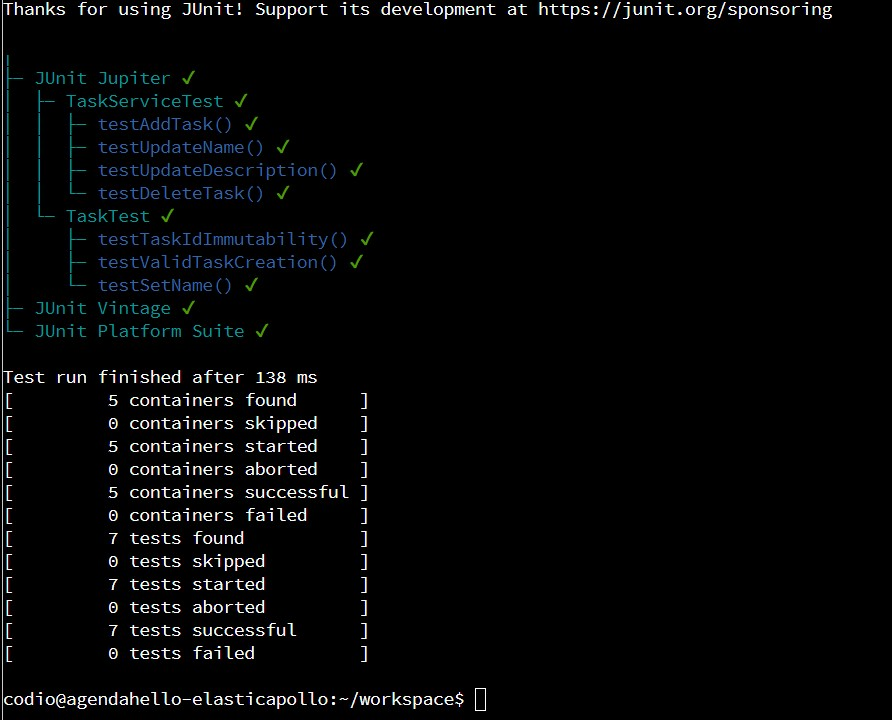 Thanks for using JUnit! Support its development at https://junit.org/sponsoring
├─ JUnit Jupiter ✔
│  ├─ TaskServiceTest ✔
│  │  ├─ testAddTask() ✔
│  │  ├─ testUpdateName() ✔
│  │  ├─ testUpdateDescription() ✔
│  │  └─ testDeleteTask() ✔
│  └─ TaskTest ✔
│     ├─ testTaskIdImmutability() ✔
│     ├─ testValidTaskCreation() ✔
│     └─ testSetName() ✔
├─ JUnit Vintage ✔
└─ JUnit Platform Suite ✔
Test run finished after 138 ms
[         5 containers found      ]
[         0 containers skipped    ]
[         5 containers started    ]
[         0 containers aborted    ]
[         5 containers successful ]
[         0 containers failed     ]
[         7 tests found           ]
[         0 tests skipped         ]
[         7 tests started         ]
[         0 tests aborted         ]
[         7 tests successful      ]
[         0 tests failed          ]
codio@agendahello-elasticapollo:~/workspace$